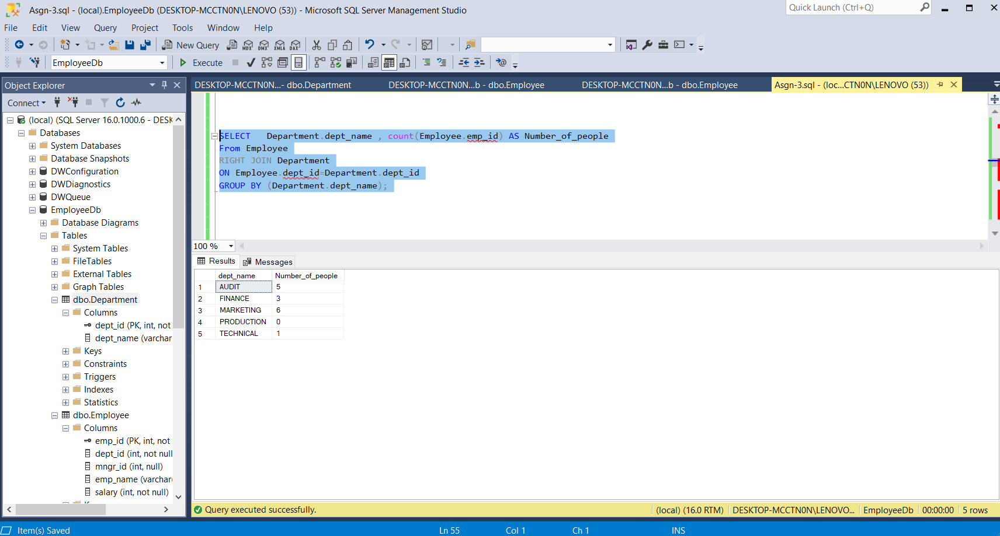 Asgn-3.sql - (local).EmployeeDb (DESKTOP-MCCTN0N\LENOVO (53)) - Microsoft SQL Server Management Studio
Quick Launch (Ctrl+Q)
File Edit View Query Project Tools Window Help
New Query MDX DMX XMLA DAX
EmployeeDb Execute
Object Explorer
Connect
(local) (SQL Server 16.0.1000.6 - DESK
Databases
System Databases
Database Snapshots
DWConfiguration
DWDiagnostics
DWQueue
EmployeeDb
Database Diagrams
Tables
System Tables
FileTables
External Tables
Graph Tables
dbo.Department
Columns
dept_id (PK, int, not
dept_name (varchar
Keys
Constraints
Triggers
Indexes
Statistics
dbo.Employee
Columns
emp_id (PK, int, not
dept_id (int, not null
mngr_id (int, null)
emp_name (varchar(
salary (int, not null)
DESKTOP-MCCTN0N...- dbo.Department DESKTOP-MCCTN0N...b - dbo.Employee DESKTOP-MCCTN0N...b - dbo.Employee Asgn-3.sql - (loc...CTN0N\LENOVO (53))
SELECT Department.dept_name , count(Employee.emp_id) AS Number_of_people
From Employee
RIGHT JOIN Department
ON Employee.dept_id=Department.dept_id
GROUP BY (Department.dept_name);
100 %
Results Messages
dept_name Number_of_people
1 AUDIT 5
2 FINANCE 3
3 MARKETING 6
4 PRODUCTION 0
5 TECHNICAL 1
Query executed successfully. (local) (16.0 RTM) DESKTOP-MCCTN0N\LENOVO... EmployeeDb 00:00:00 5 rows
Item(s) Saved Ln 55 Col 1 Ch 1 INS